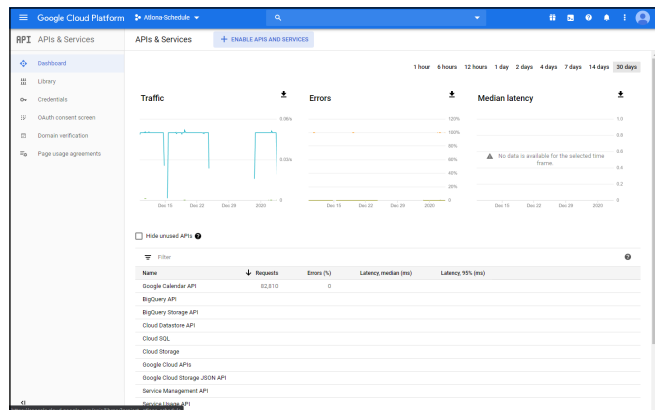 Google Cloud Platform
Atlona-Schedule
API APIs & Services
APIs & Services
+ ENABLE APIS AND SERVICES
Dashboard
Library
Credentials
OAuth consent screen
Domain verification
Page usage agreements
1 hour 6 hours 12 hours 1 day 2 days 4 days 7 days 14 days 30 days
Traffic
0.06/s
0.03/s
0
Dec 15 Dec 22 Dec 29 2020
Errors
120%
100%
80%
60%
40%
20%
0
Dec 15 Dec 22 Dec 29 2020
Median latency
1.0
0.8
0.6
0.4
0.2
0
No data is available for the selected time
frame.
Dec 15 Dec 22 Dec 29 2020
Hide unused APIs
Filter
Name Requests Errors (%) Latency, median (ms) Latency, 95% (ms)
Google Calendar API 82,810 0
BigQuery API
BigQuery Storage API
Cloud Datastore API
Cloud SQL
Cloud Storage
Google Cloud APIs
Google Cloud Storage JSON API
Service Management API
Service Usage API